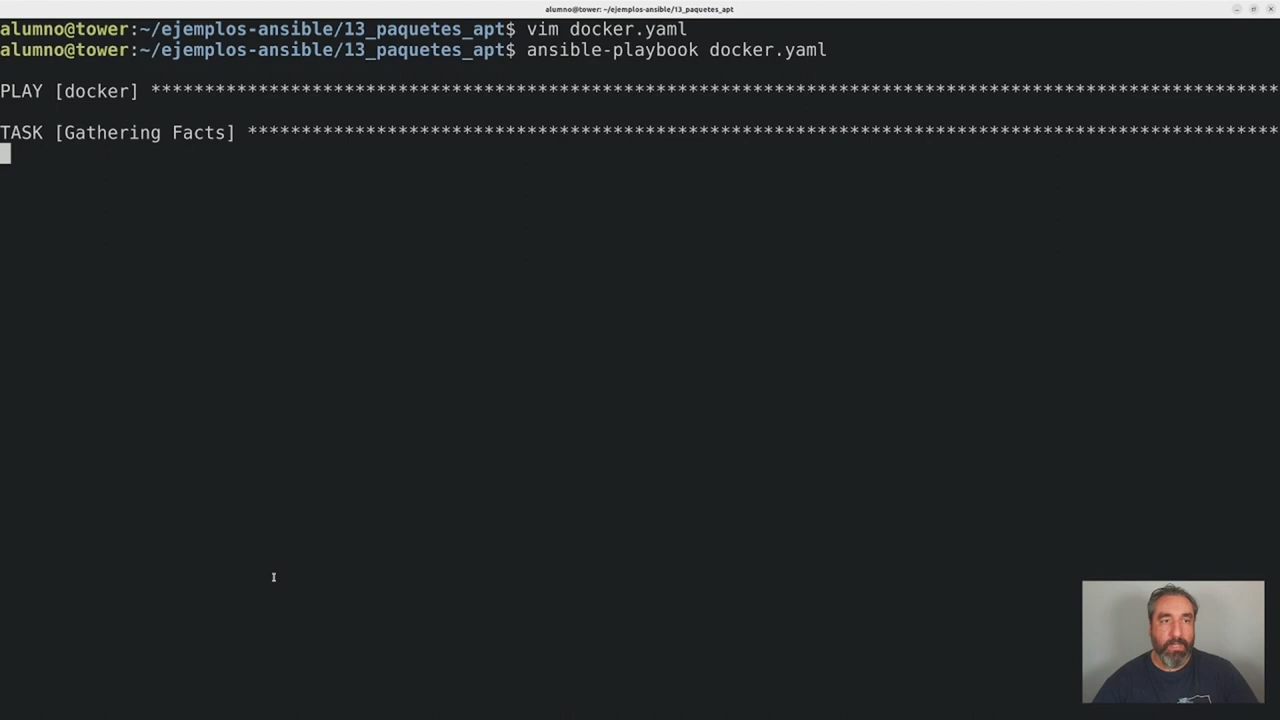 alumno@tower: ~/ejemplos-ansible/13_paquetes_apt
alumno@tower:~/ejemplos-ansible/13_paquetes_apt$ vim docker.yaml
alumno@tower:~/ejemplos-ansible/13_paquetes_apt$ ansible-playbook docker.yaml
PLAY [docker] **********************************************************************************************************
TASK [Gathering Facts] *************************************************************************************************